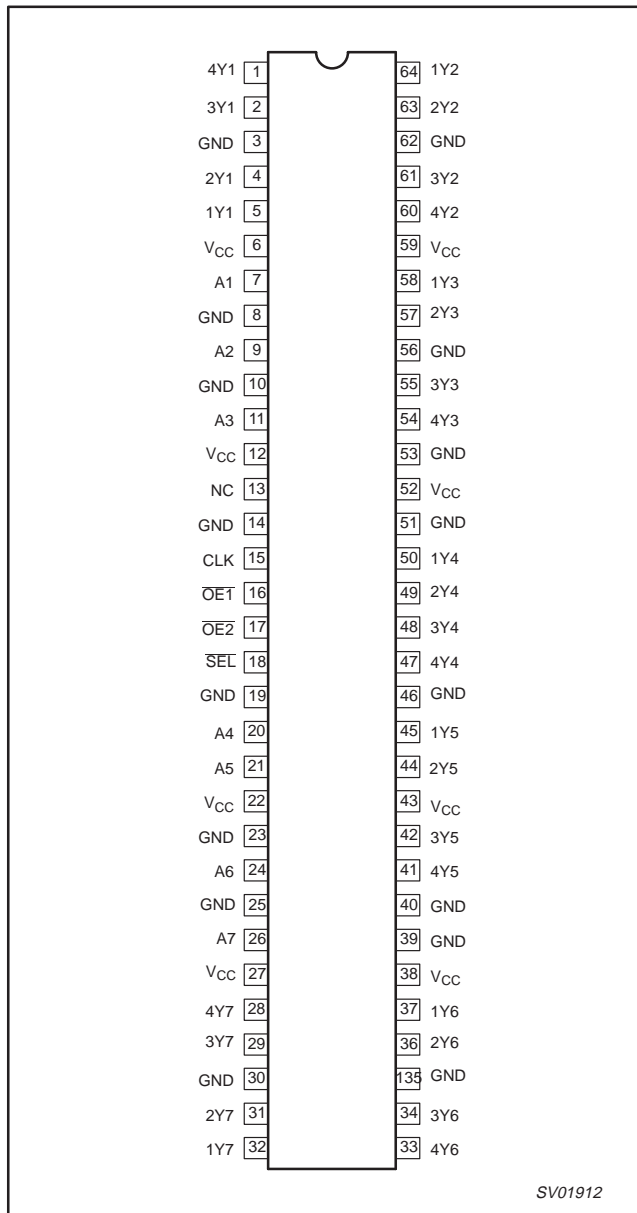 4Y1 1 64 1Y2
3Y1 2 63 2Y2
GND 3 62 GND
2Y1 4 61 3Y2
1Y1 5 60 4Y2
VCC 6 59 VCC
A1 7 58 1Y3
GND 8 57 2Y3
A2 9 56 GND
GND 10 55 3Y3
A3 11 54 4Y3
VCC 12 53 GND
NC 13 52 VCC
GND 14 51 GND
CLK 15 50 1Y4
O̅E̅1̅ 16 49 2Y4
O̅E̅2̅ 17 48 3Y4
S̅E̅L̅ 18 47 4Y4
GND 19 46 GND
A4 20 45 1Y5
A5 21 44 2Y5
VCC 22 43 VCC
GND 23 42 3Y5
A6 24 41 4Y5
GND 25 40 GND
A7 26 39 GND
VCC 27 38 VCC
4Y7 28 37 1Y6
3Y7 29 36 2Y6
GND 30 135 GND
2Y7 31 34 3Y6
1Y7 32 33 4Y6
SV01912